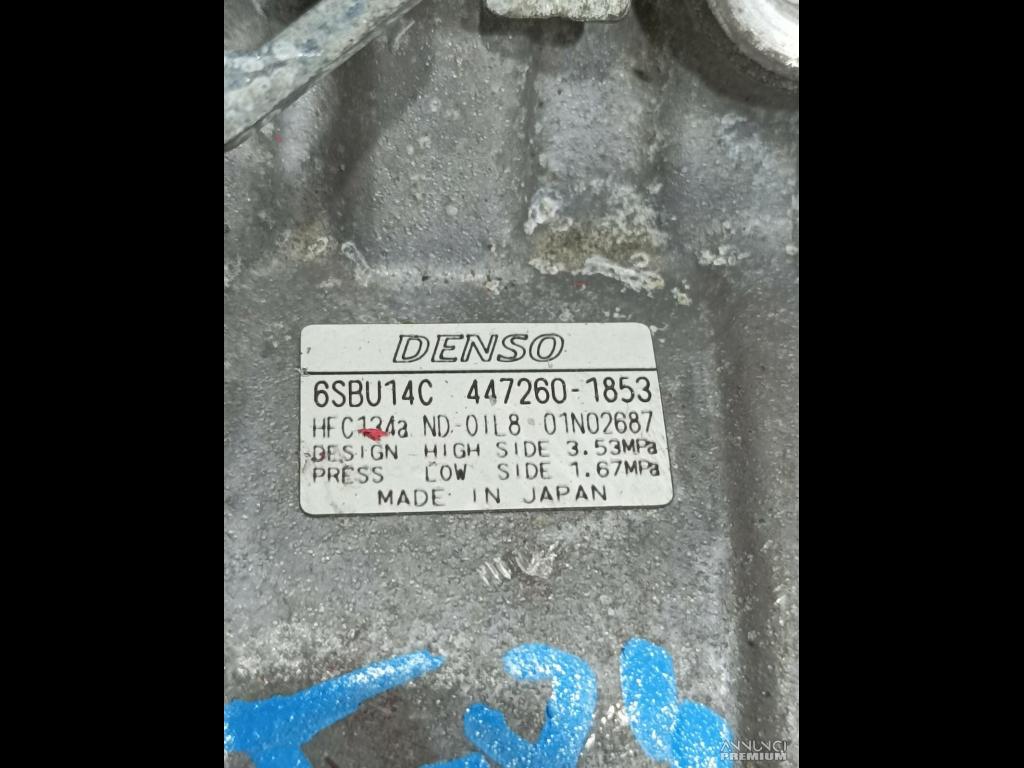 DENSO
6SBU14C 447260-1853
HFC134a ND-OIL8 01N02687
DESIGN HIGH SIDE 3.53MPa
PRESS LOW SIDE 1.67MPa
MADE IN JAPAN
ANNUNCI
PREMIUM